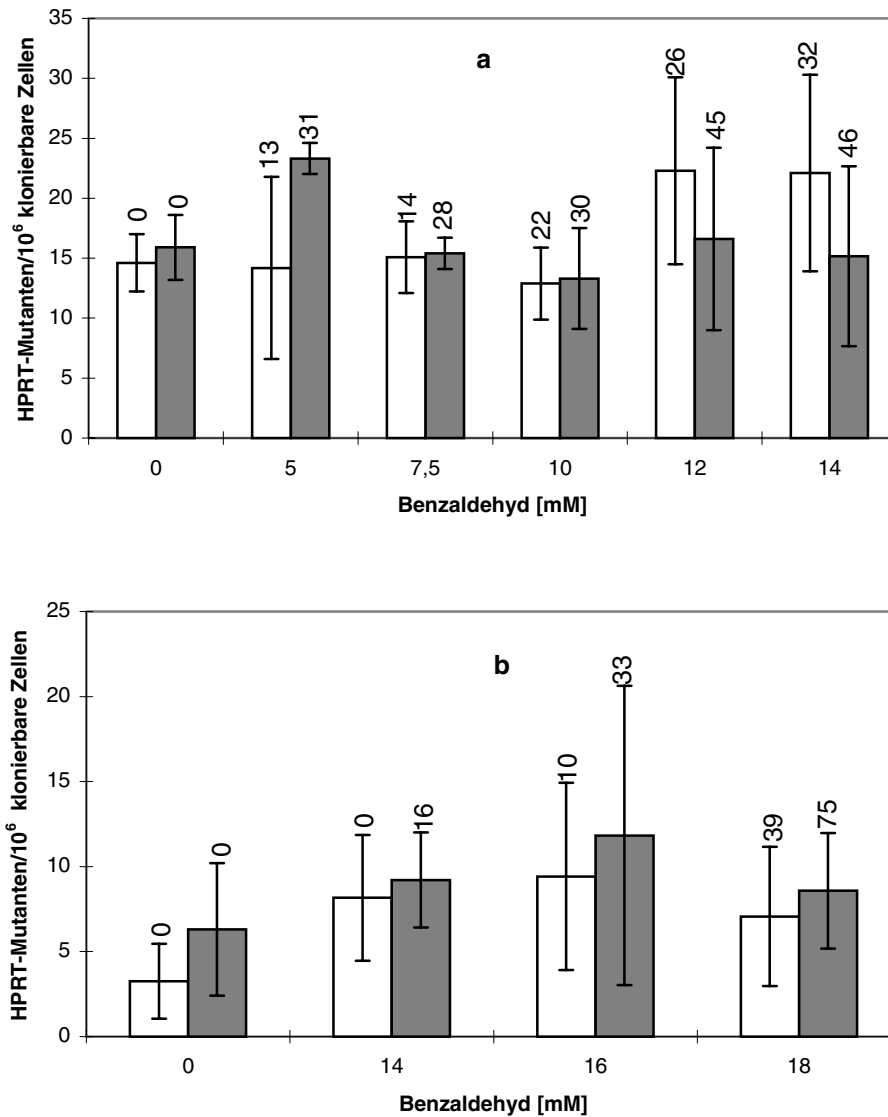 35
a
30
25
20
15
10
5
0
HPRT-Mutanten/10⁶ klonierbare Zellen
0 0 13 31 14 28 22 30 26 45 32 46
0 5 7,5 10 12 14
Benzaldehyd [mM]
25
b
20
15
10
5
0
HPRT-Mutanten/10⁶ klonierbare Zellen
0 0 0 16 10 33 39 75
0 14 16 18
Benzaldehyd [mM]